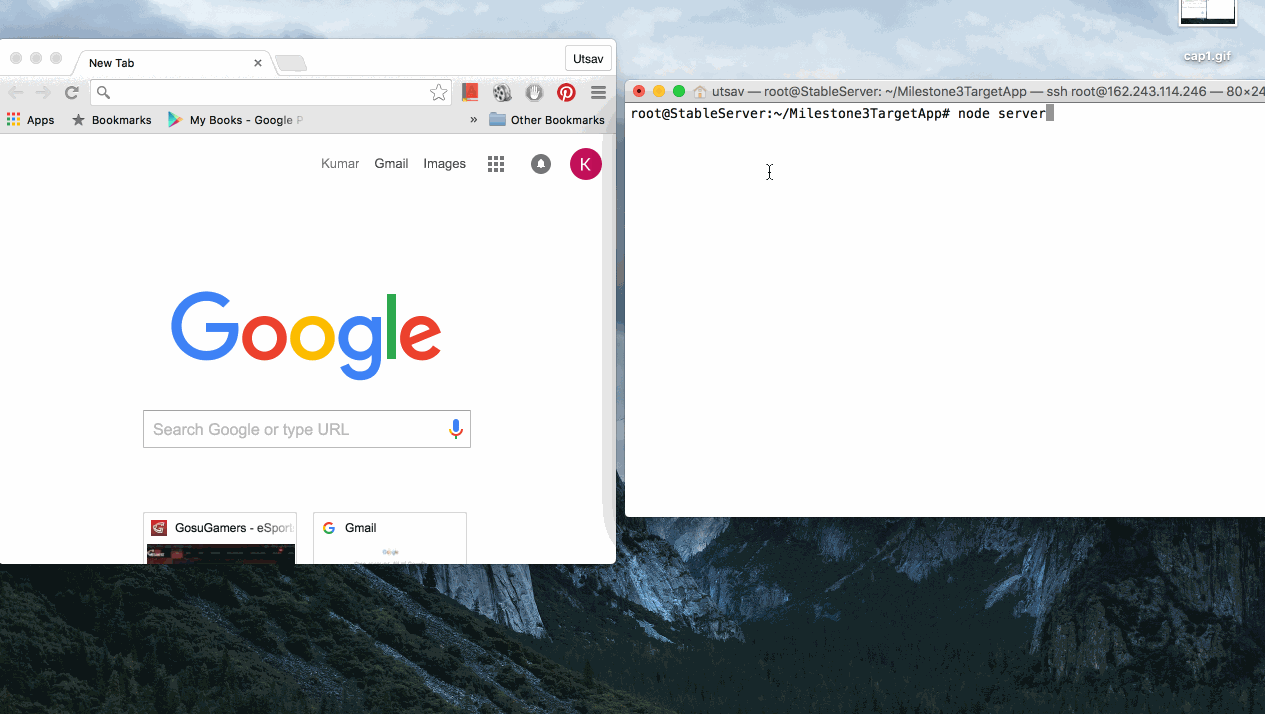 cap1.gif
New Tab
Utsav
Apps
Bookmarks
My Books - Google P
»
Other Bookmarks
Kumar
Gmail
Images
K
Google
Search Google or type URL
GosuGamers - eSport
Gmail
utsav — root@StableServer: ~/Milestone3TargetApp — ssh root@162.243.114.246 — 80×24
root@StableServer:~/Milestone3TargetApp# node server